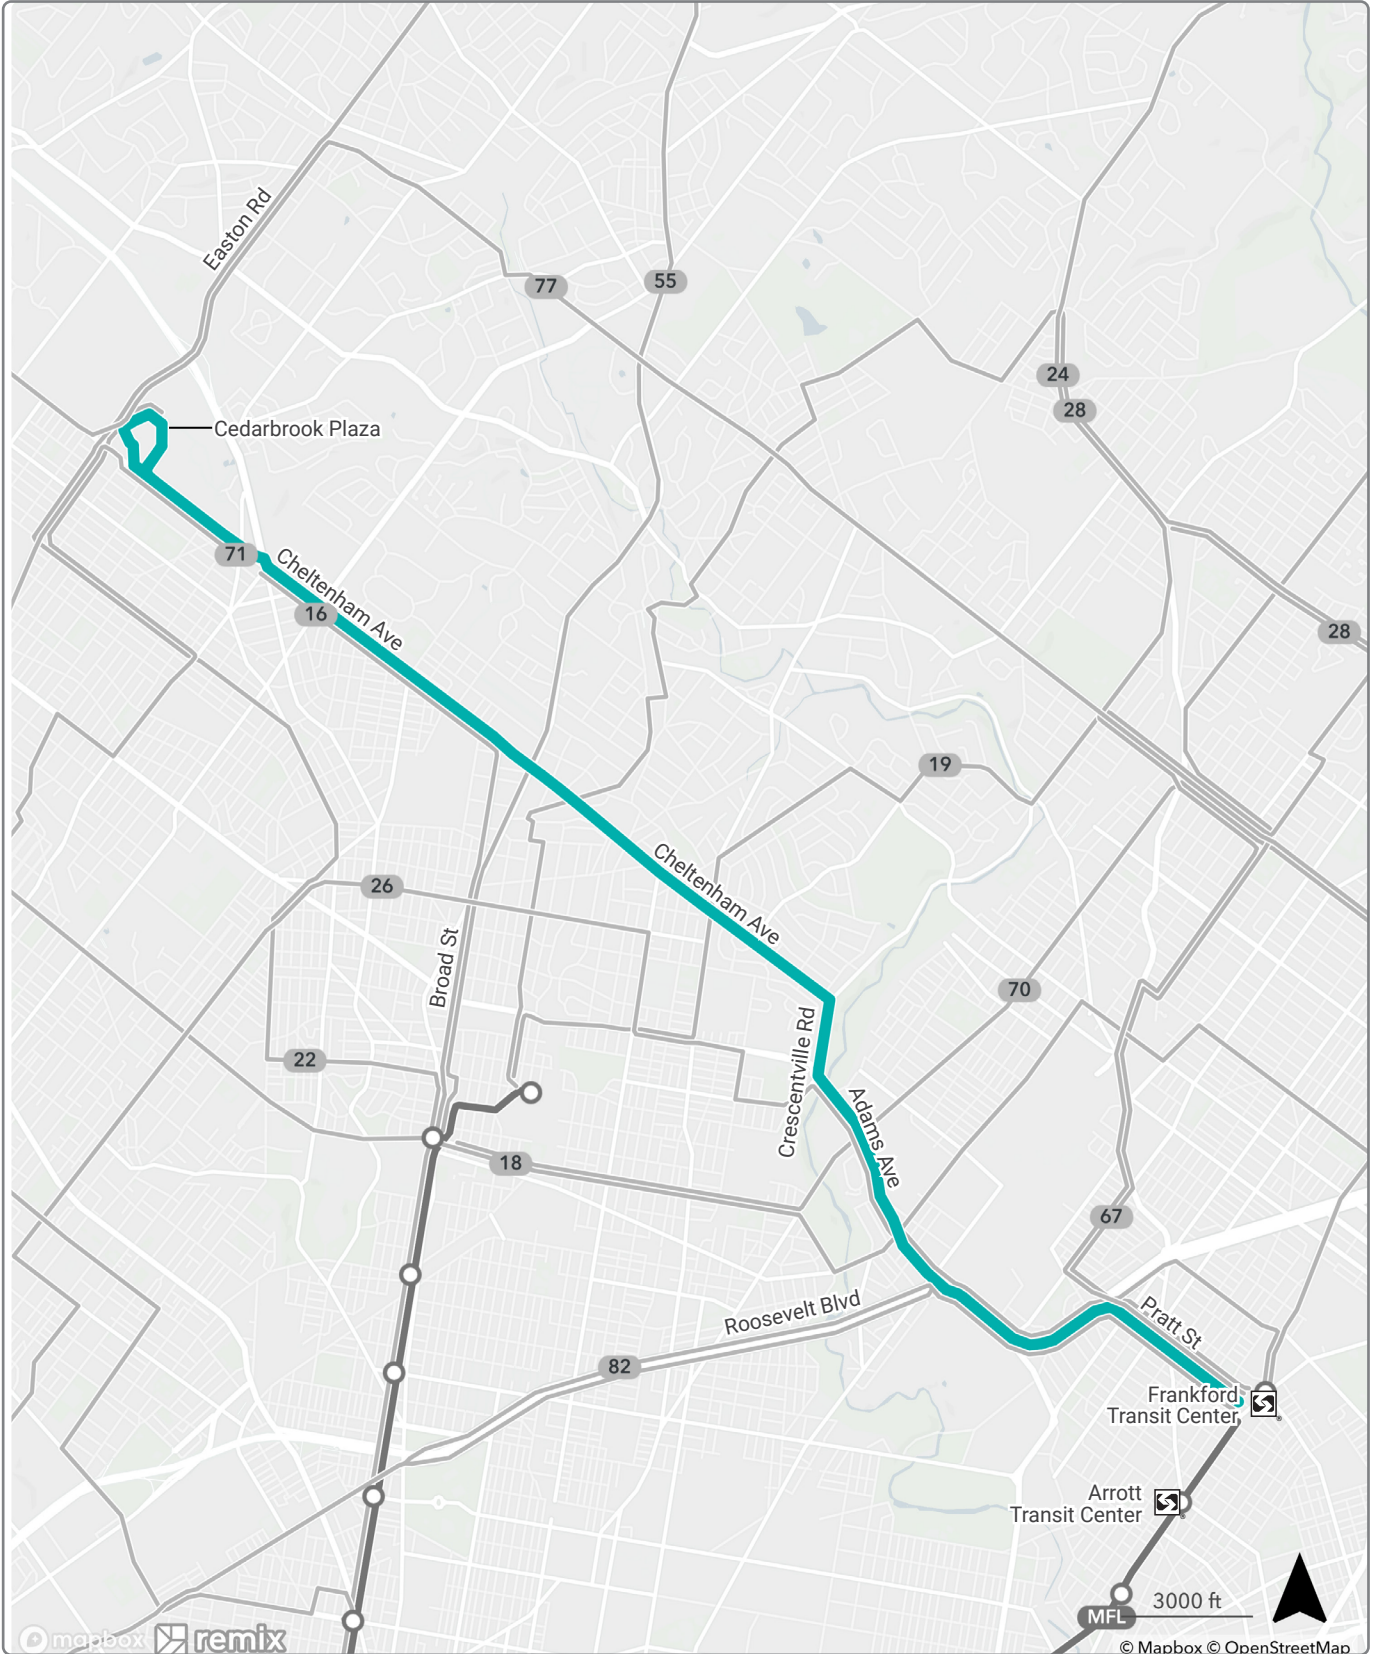 Easton Rd
77
55
24
28
Cedarbrook Plaza
71
Cheltenham Ave
16
28
19
Cheltenham Ave
26
Broad St
70
Crescentville Rd
22
Adams Ave
18
67
Roosevelt Blvd
Pratt St
82
Frankford
Transit Center
Arrott
Transit Center
3000 ft
MFL
mapbox
remix
© Mapbox © OpenStreetMap